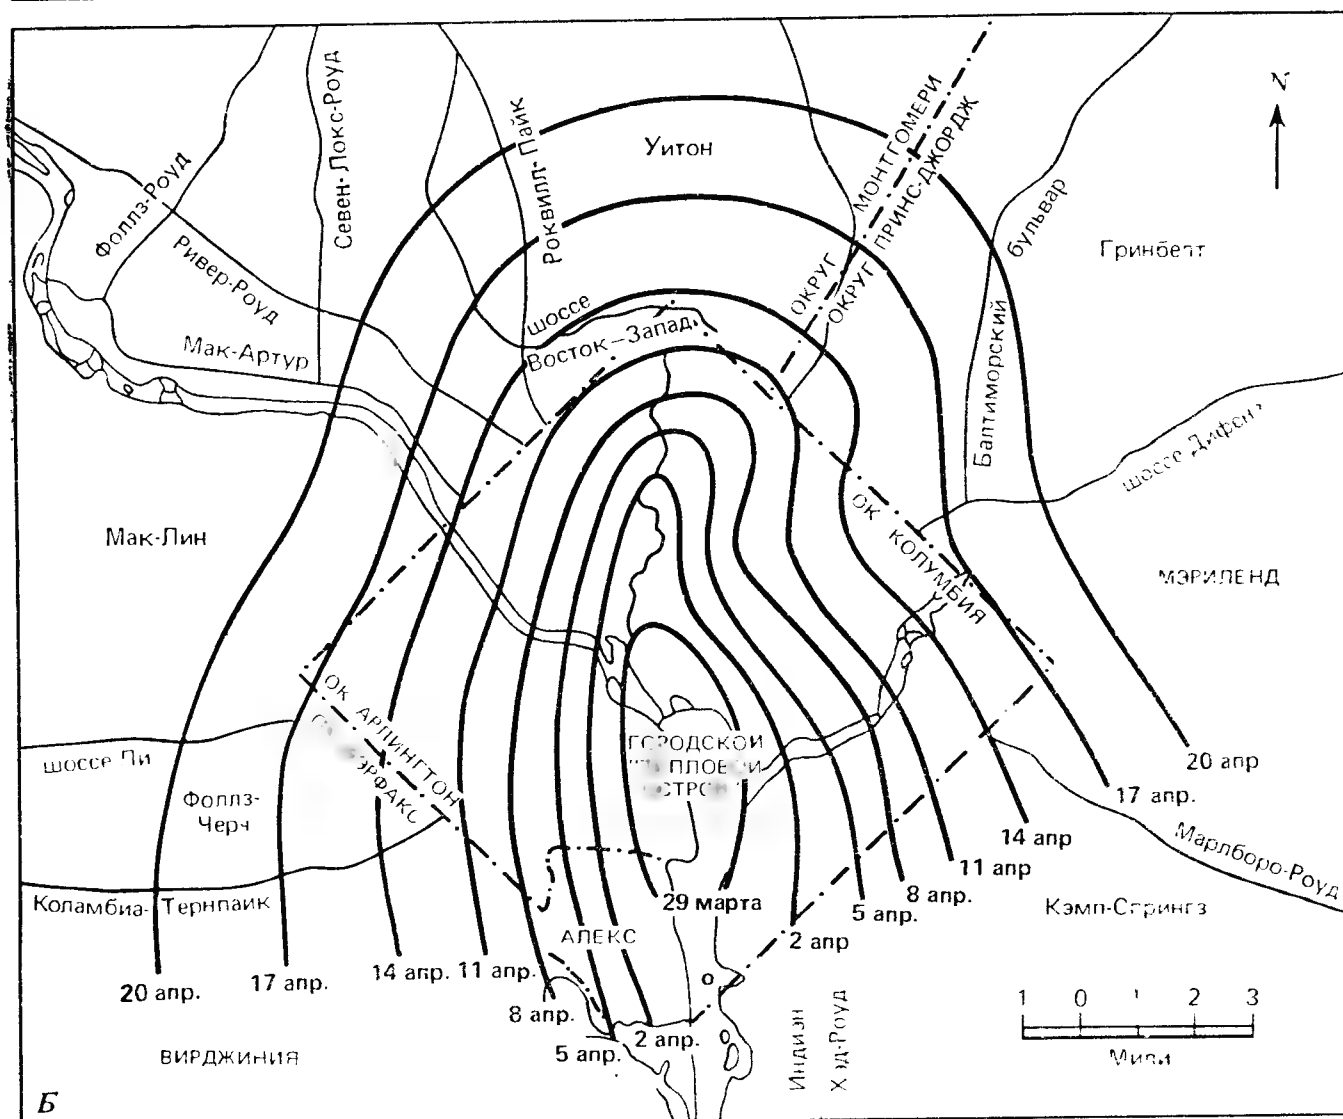 N
Фоллз-Роуд
Севен-Локс-Роуд
Роквилл-Пайк
Уитон
ОКРУГ МОНТГОМЕРИ
ОКРУГ ПРИНС-ДЖОРДЖ
Балтиморский бульвар
Гринбелт
Ривер-Роуд
Мак-Артур
шоссе
Восток–Запад
шоссе
Мак-Лин
ОК КОЛУМБИЯ
МЭРИЛЕНД
ОК АРЛИНГТОН
шоссе
ГОРОДСКОЙ
Фоллз-
Черч
Коламбиа-Тернпайк
29 марта
АЛЕКС
20 апр
17 апр.
14 апр
11 апр
8 апр.
5 апр.
2 апр
Марлборо-Роуд
Кэмп-Спрингз
20 апр.
17 апр.
14 апр.
11 апр.
8 апр.
5 апр.
2 апр.
Индиэн
Хэд-Роуд
1 0 1 2 3
Мили
ВИРДЖИНИЯ
Б